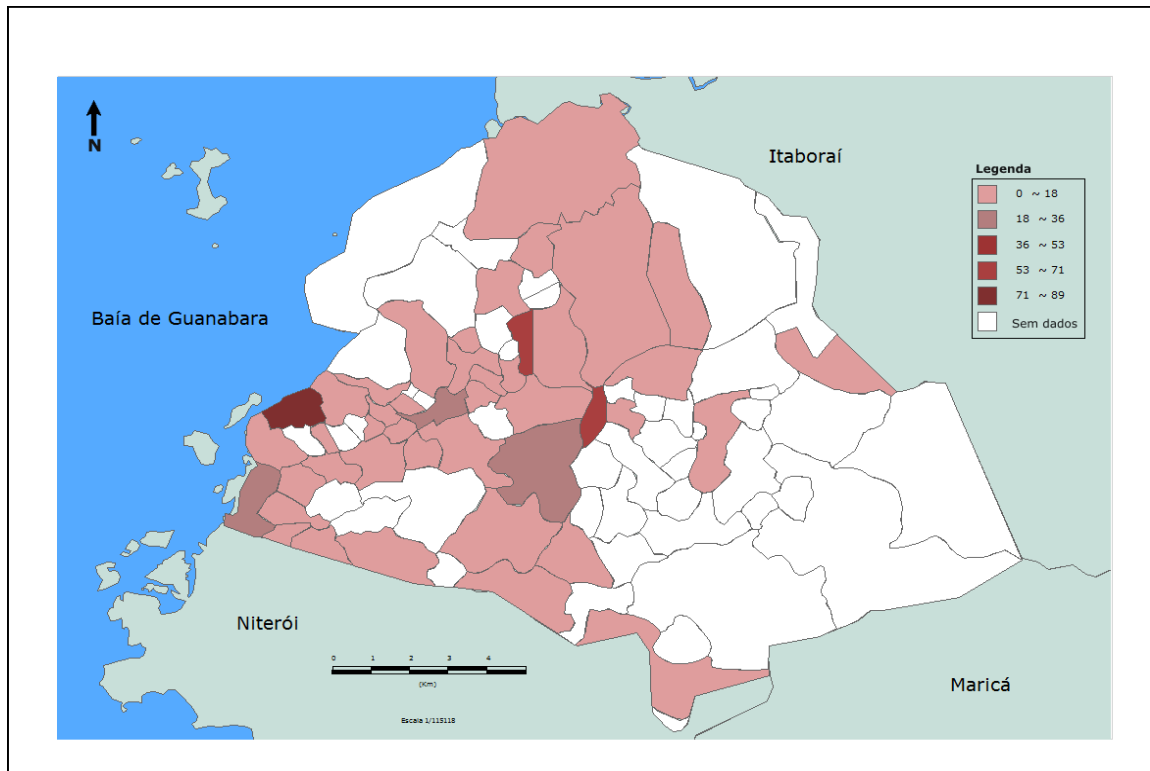 N
Itaboraí
Legenda
0 ~ 18
18 ~ 36
36 ~ 53
53 ~ 71
71 ~ 89
Sem dados
Baía de Guanabara
Niterói
0 1 2 3 4
(Km)
Maricá
Escala 1/115118